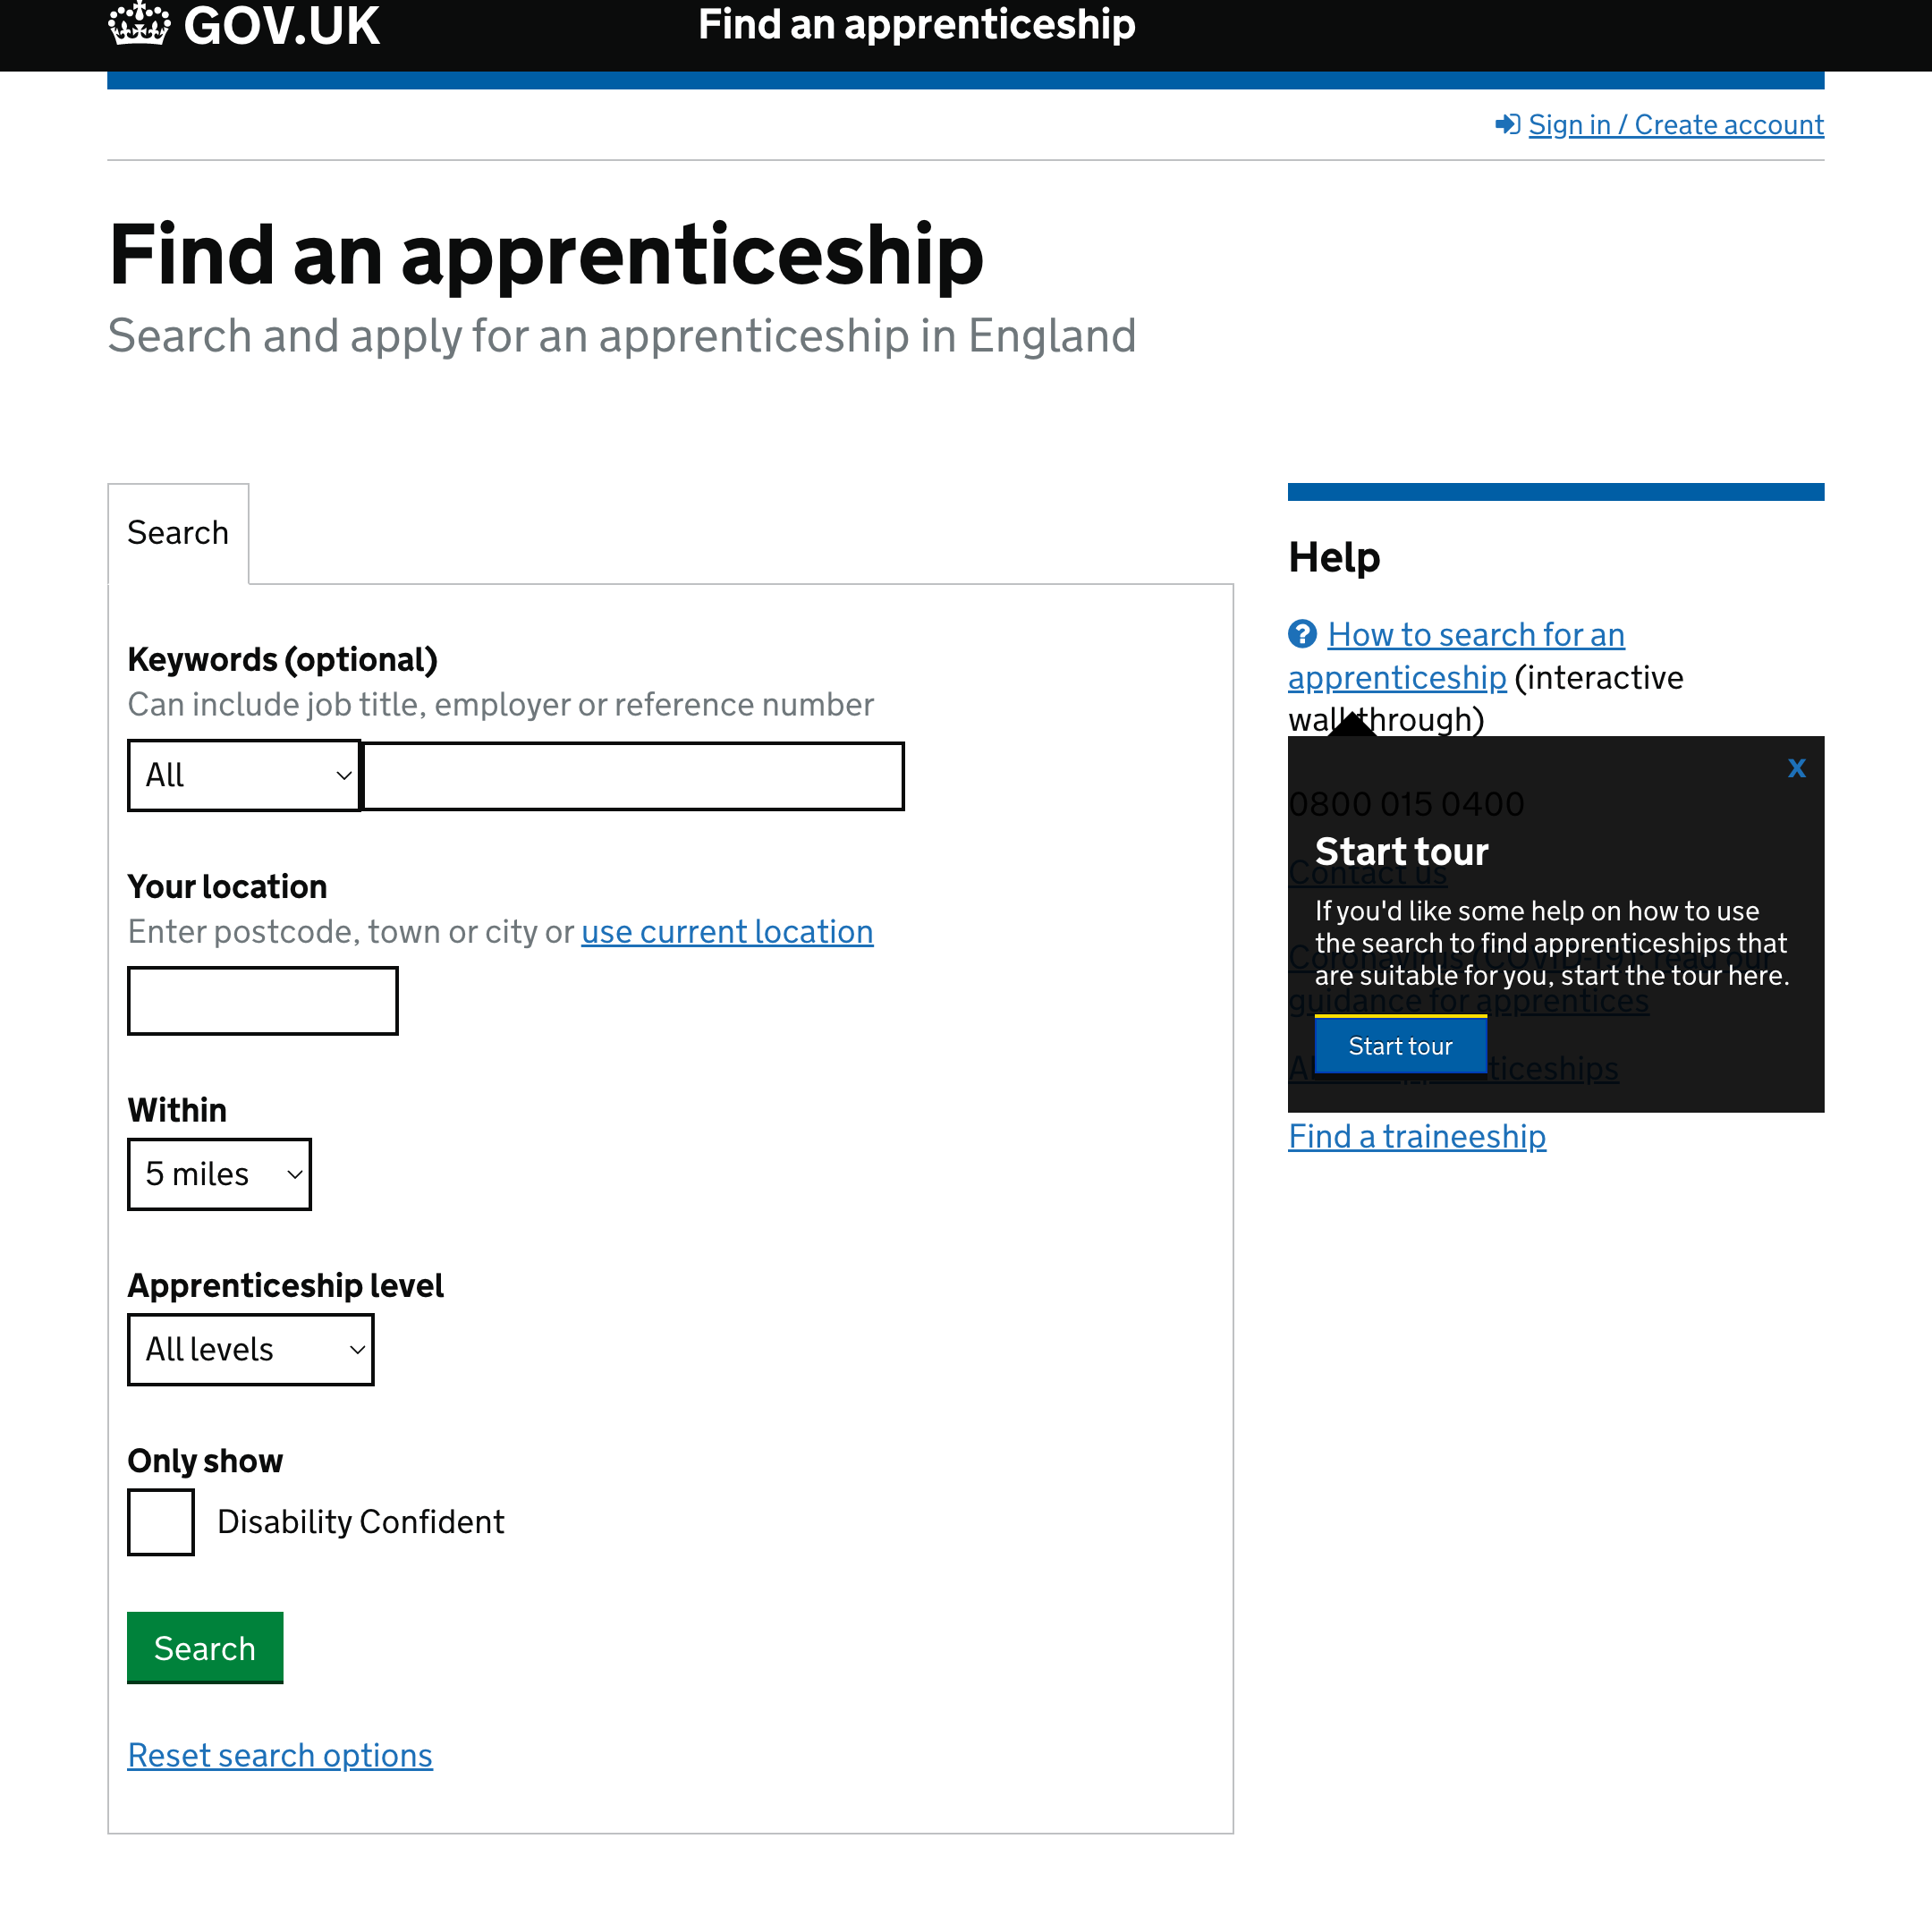 GOV.UK
Find an apprenticeship
Sign in / Create account
Find an apprenticeship
Search and apply for an apprenticeship in England
Search
Keywords (optional)
Can include job title, employer or reference number
All
Your location
Enter postcode, town or city or use current location
Within
5 miles
Apprenticeship level
All levels
Only show
Disability Confident
Search
Reset search options
Help
How to search for an
apprenticeship (interactive
walkthrough)
x
0800 015 0400
Start tour
Contact us
If you'd like some help on how to use
the search to find apprenticeships that
are suitable for you, start the tour here.
Coronavirus (COVID-19): read our
guidance for apprentices
Start tour
Find a traineeship